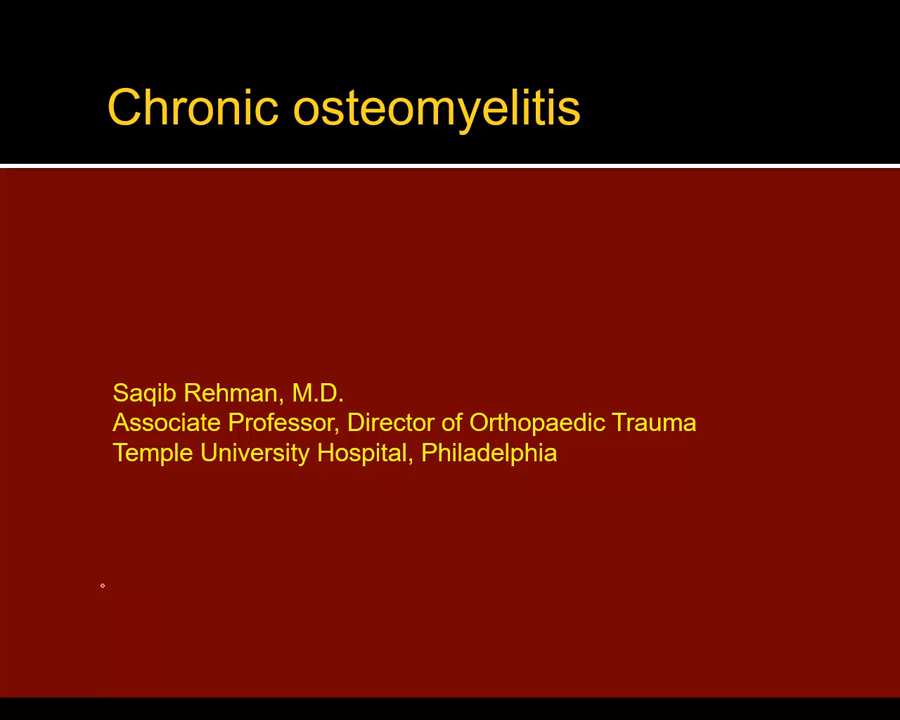 Chronic osteomyelitis
Saqib Rehman, M.D.
Associate Professor, Director of Orthopaedic Trauma
Temple University Hospital, Philadelphia